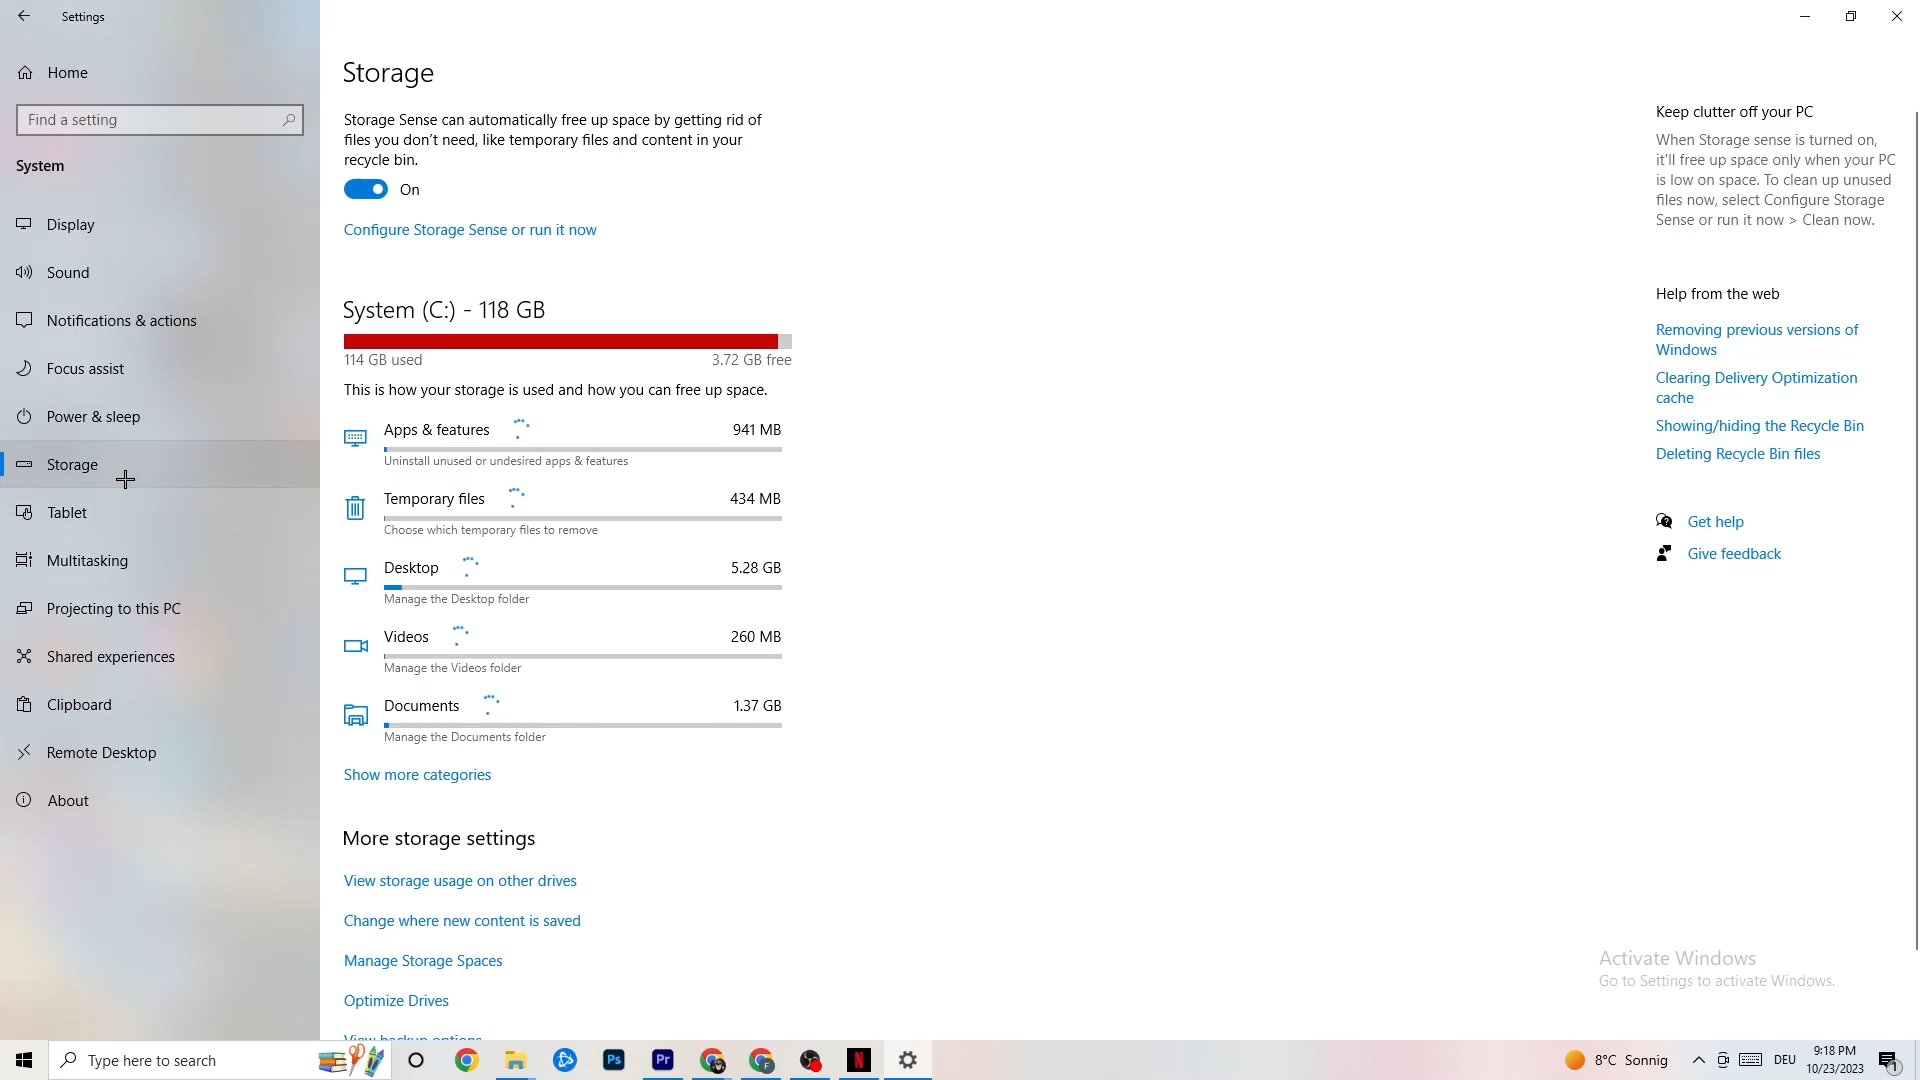 Settings
Home
Find a setting
System
Display
Sound
Notifications & actions
Focus assist
Power & sleep
Storage
Tablet
Multitasking
Projecting to this PC
Shared experiences
Clipboard
Remote Desktop
About
Storage
Storage Sense can automatically free up space by getting rid of
files you don't need, like temporary files and content in your
recycle bin.
On
Configure Storage Sense or run it now
System (C:) - 118 GB
114 GB used 3.72 GB free
This is how your storage is used and how you can free up space.
Apps & features 941 MB
Uninstall unused or undesired apps & features
Temporary files 434 MB
Choose which temporary files to remove
Desktop 5.28 GB
Manage the Desktop folder
Videos 260 MB
Manage the Videos folder
Documents 1.37 GB
Manage the Documents folder
Show more categories
More storage settings
View storage usage on other drives
Change where new content is saved
Manage Storage Spaces
Optimize Drives
View backup options
Keep clutter off your PC
When Storage sense is turned on,
it'll free up space only when your PC
is low on space. To clean up unused
files now, select Configure Storage
Sense or run it now > Clean now.
Help from the web
Removing previous versions of
Windows
Clearing Delivery Optimization
cache
Showing/hiding the Recycle Bin
Deleting Recycle Bin files
Get help
Give feedback
Activate Windows
Go to Settings to activate Windows.
Type here to search
Ps
Pr
F
N
8°C Sonnig
DEU
9:18 PM
10/23/2023
1